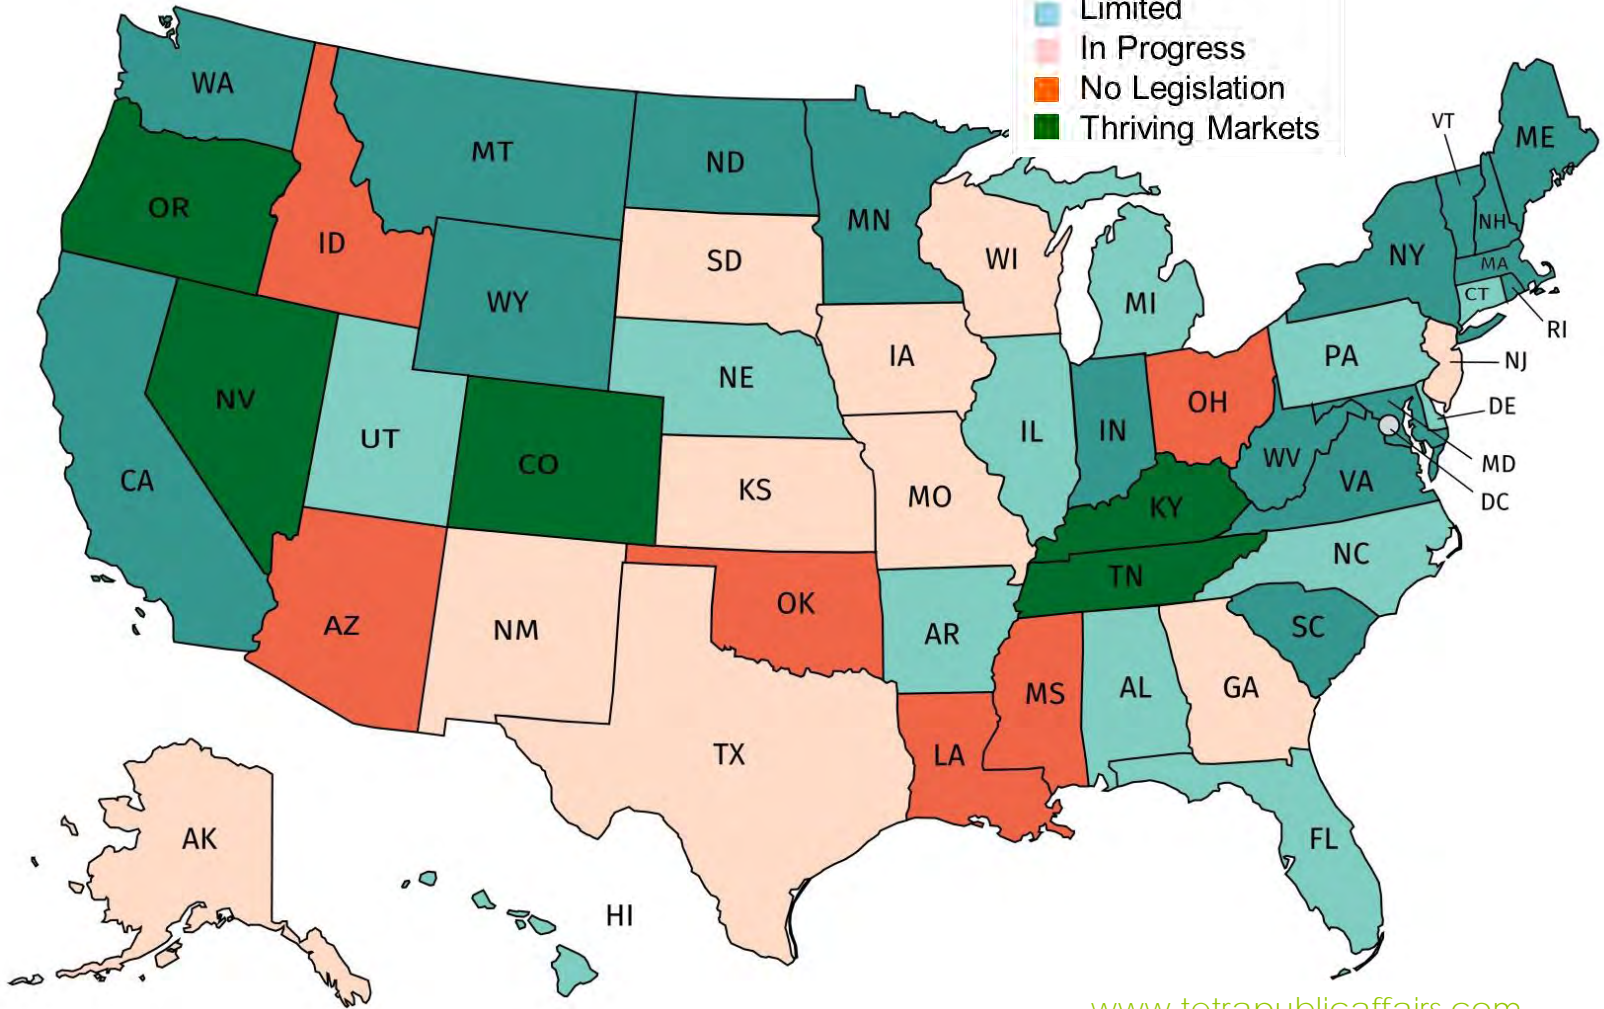 Limited
In Progress
No Legislation
Thriving Markets
WA
MT
ND
MN
VT
ME
OR
ID
SD
WI
NH
NY
MA
WY
MI
CT
RI
IA
PA
NJ
NV
UT
NE
IL
IN
OH
DE
CA
CO
KS
MO
WV
VA
MD
DC
KY
NC
AZ
NM
OK
TN
AR
SC
MS
AL
GA
TX
LA
AK
HI
FL
www.tetrapublicaffairs.com